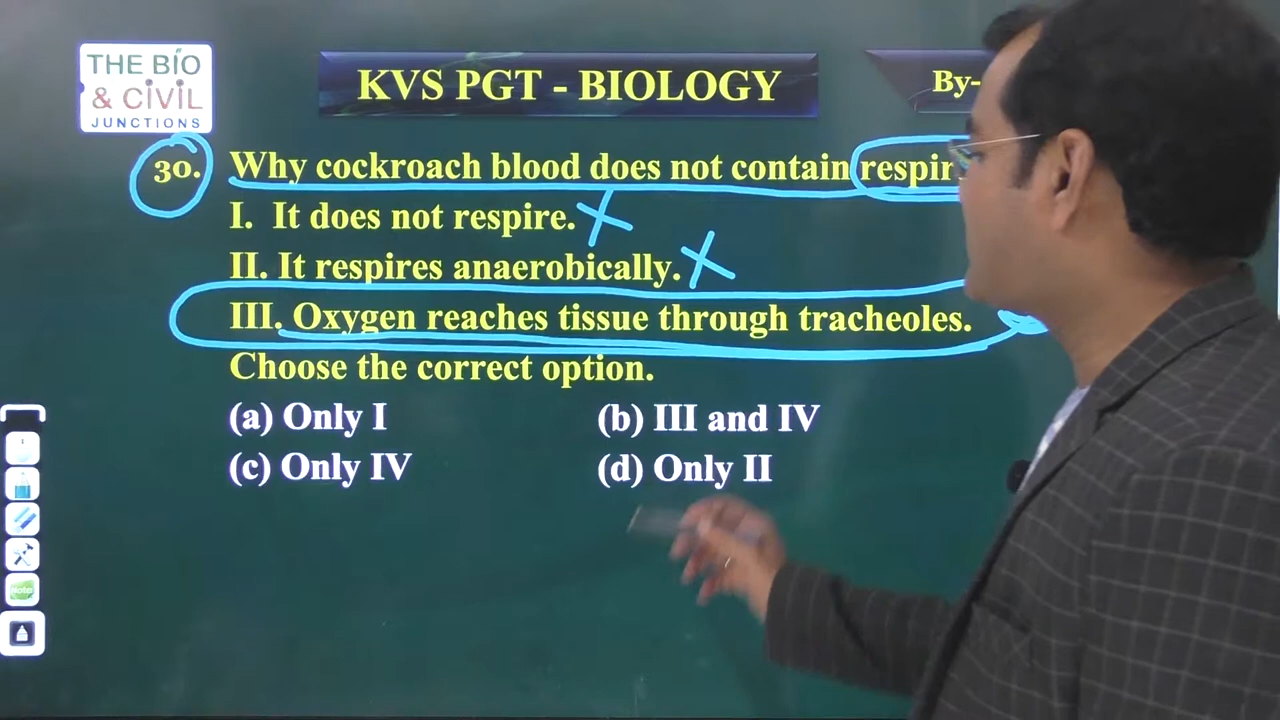 THE BIO
& CIVIL
JUNCTIONS
KVS PGT - BIOLOGY
By-
30. Why cockroach blood does not contain respir
I. It does not respire.
II. It respires anaerobically.
III. Oxygen reaches tissue through tracheoles.
Choose the correct option.
(a) Only I (b) III and IV
(c) Only IV (d) Only II